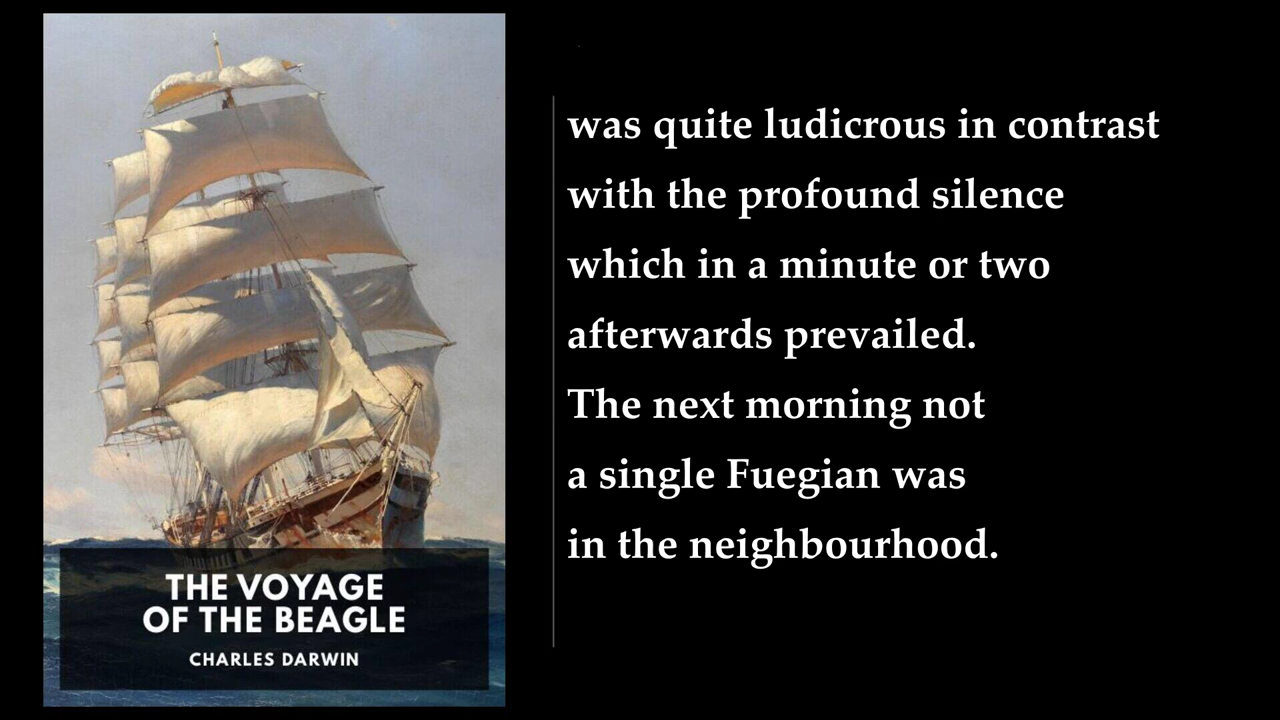 THE VOYAGE
OF THE BEAGLE
CHARLES DARWIN
was quite ludicrous in contrast
with the profound silence
which in a minute or two
afterwards prevailed.
The next morning not
a single Fuegian was
in the neighbourhood.